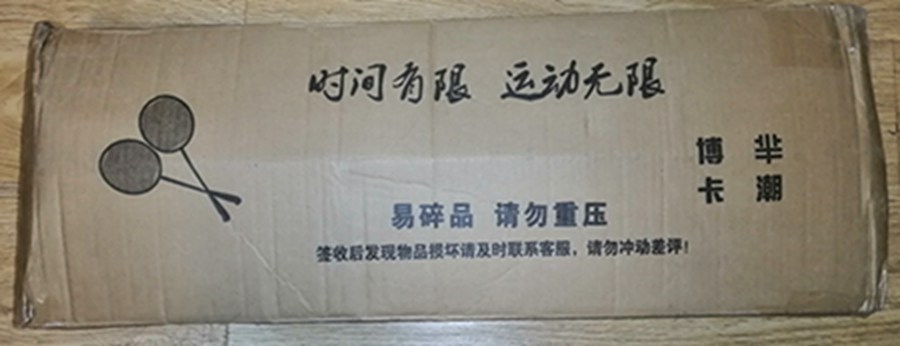 时间有限 运动无限
博 芈
卡 潮
易碎品 请勿重压
签收后发现物品损坏请及时联系客服，请勿冲动差评！